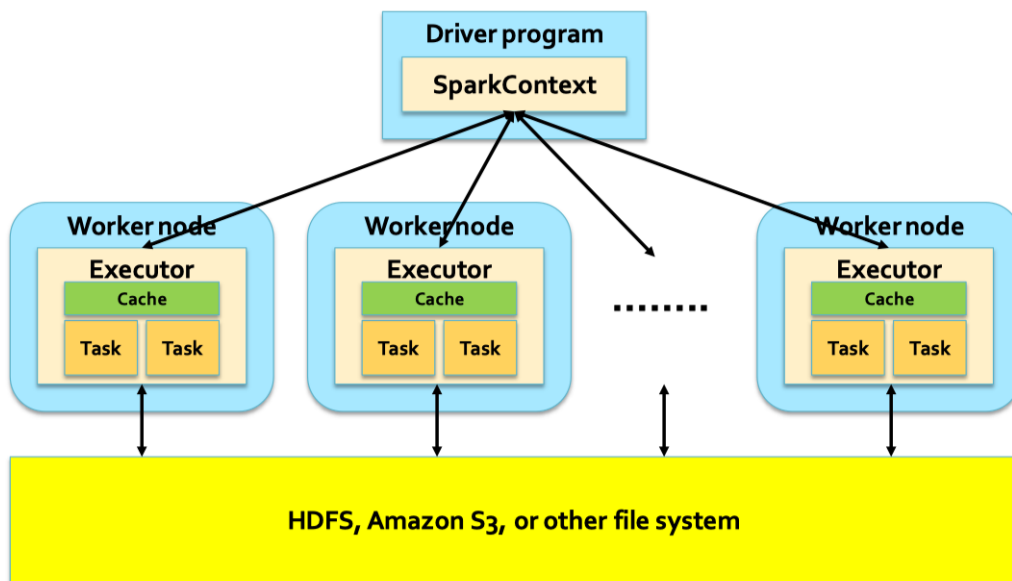 Driver program
SparkContext
Worker node
Worker node
Worker node
Executor
Executor
Executor
Cache
Cache
Cache
Task
Task
Task
Task
Task
Task
HDFS, Amazon S3, or other file system